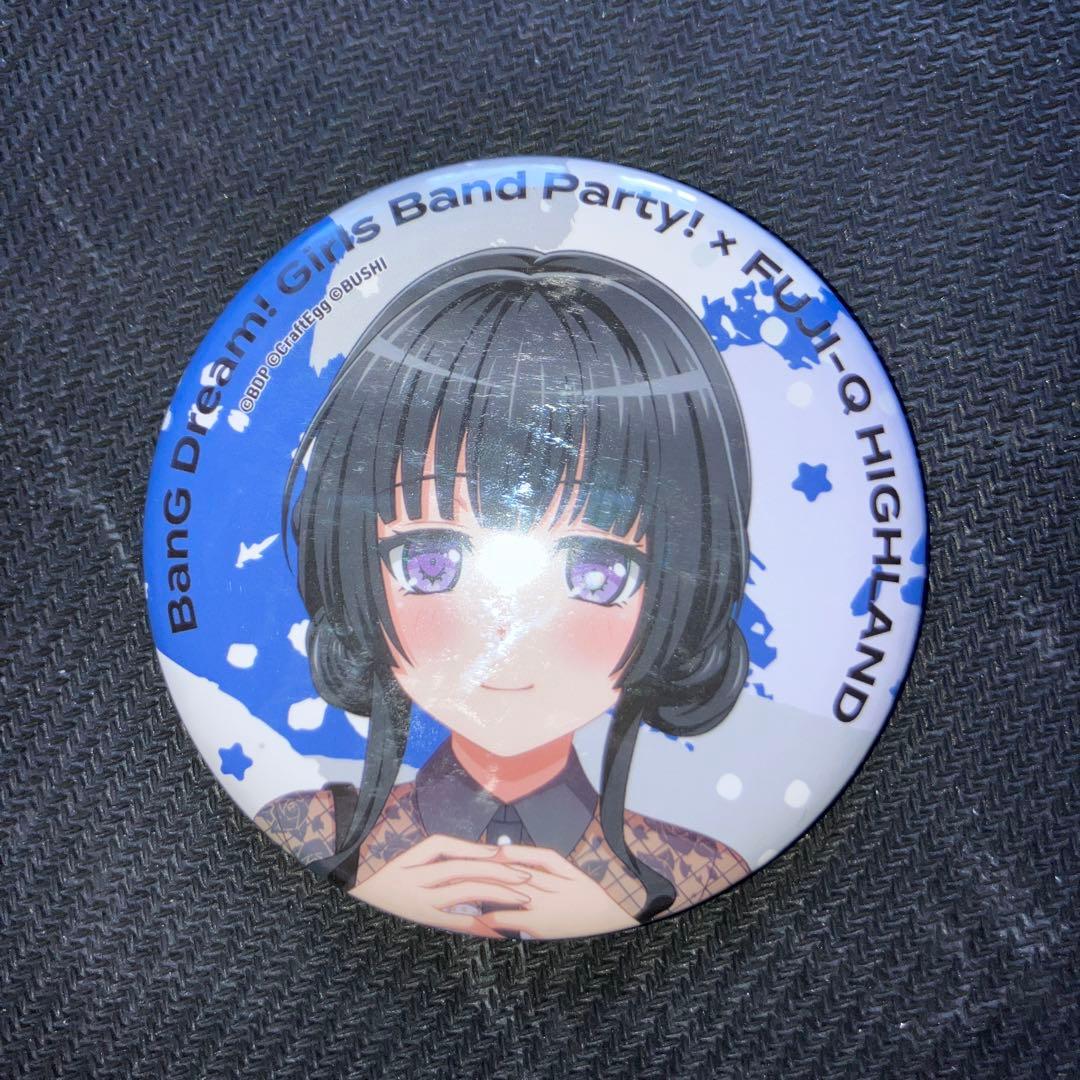 BanG Dream! Girls Band Party! × FUJI-Q HIGHLAND
©BDP ©CraftEgg ©BUSHI